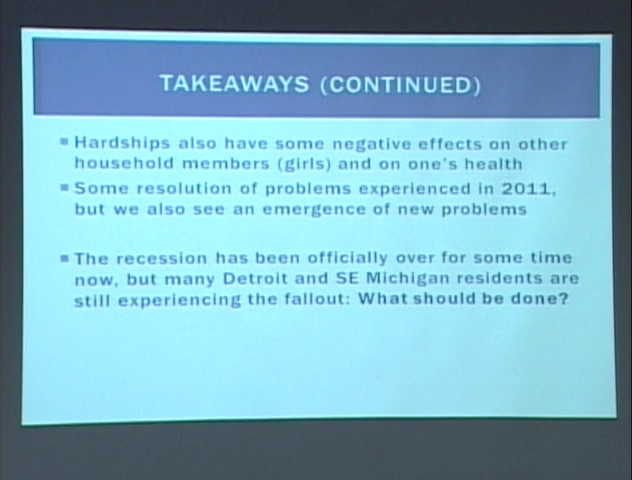 TAKEAWAYS (CONTINUED)
Hardships also have some negative effects on other
household members (girls) and on one's health
Some resolution of problems experienced in 2011,
but we also see an emergence of new problems
The recession has been officially over for some time
now, but many Detroit and SE Michigan residents are
still experiencing the fallout: What should be done?